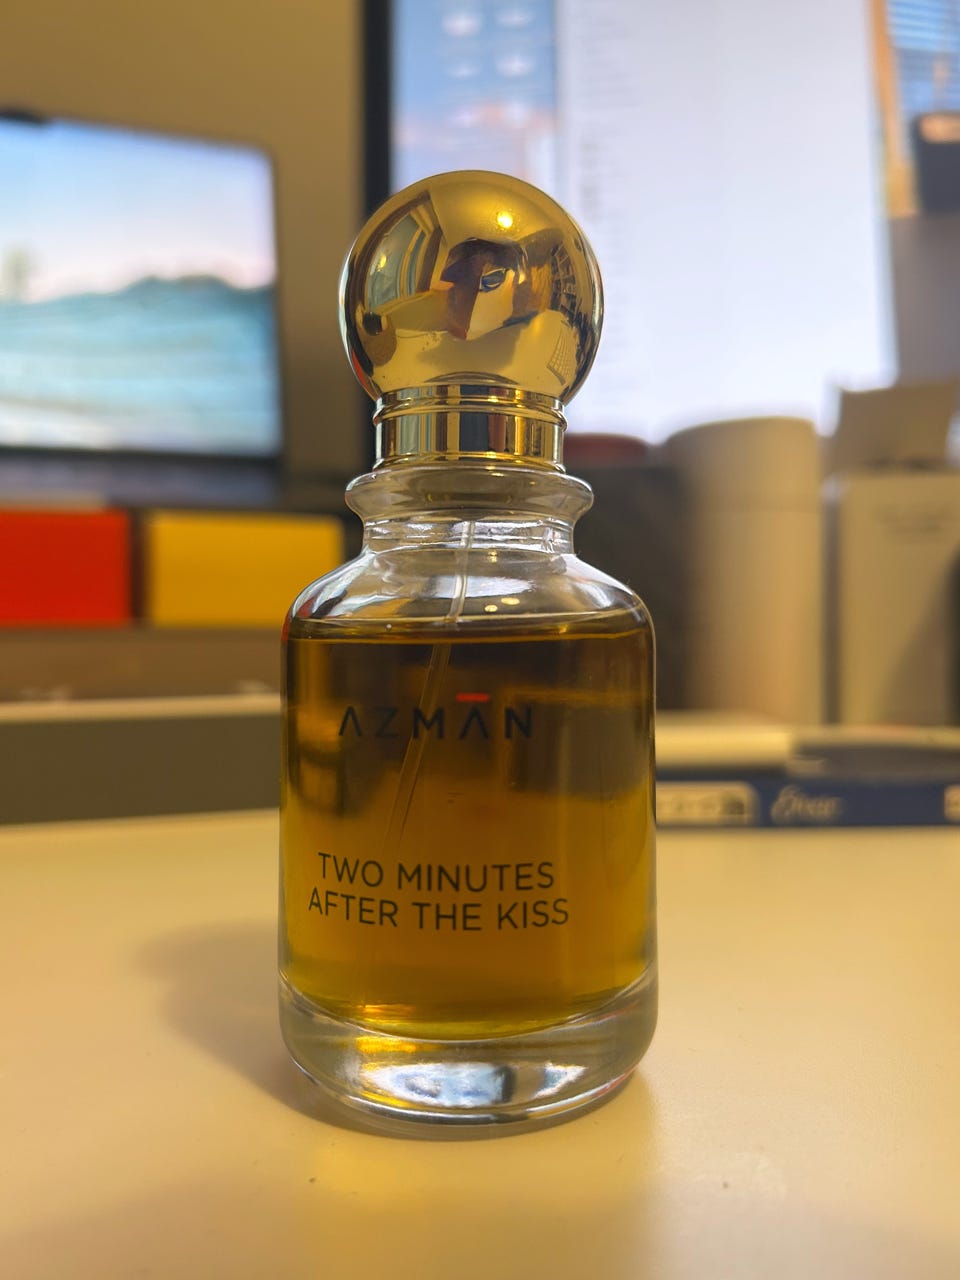 AZMĀN
TWO MINUTES
AFTER THE KISS